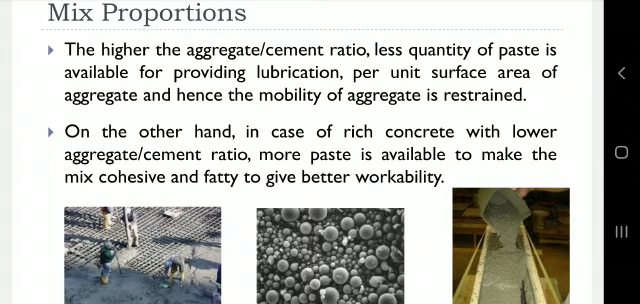 Mix Proportions
The higher the aggregate/cement ratio, less quantity of paste is
available for providing lubrication, per unit surface area of
aggregate and hence the mobility of aggregate is restrained.
On the other hand, in case of rich concrete with lower
aggregate/cement ratio, more paste is available to make the
mix cohesive and fatty to give better workability.